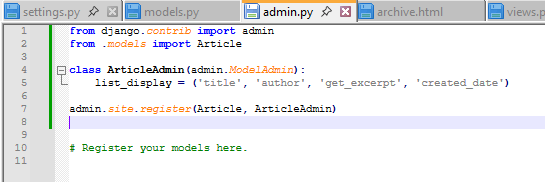 settings.py models.py admin.py archive.html views.p
1 from django.contrib import admin
2 from .models import Article
3
4 class ArticleAdmin(admin.ModelAdmin):
5 list_display = ('title', 'author', 'get_excerpt', 'created_date')
6
7 admin.site.register(Article, ArticleAdmin)
8
9
10 # Register your models here.
11